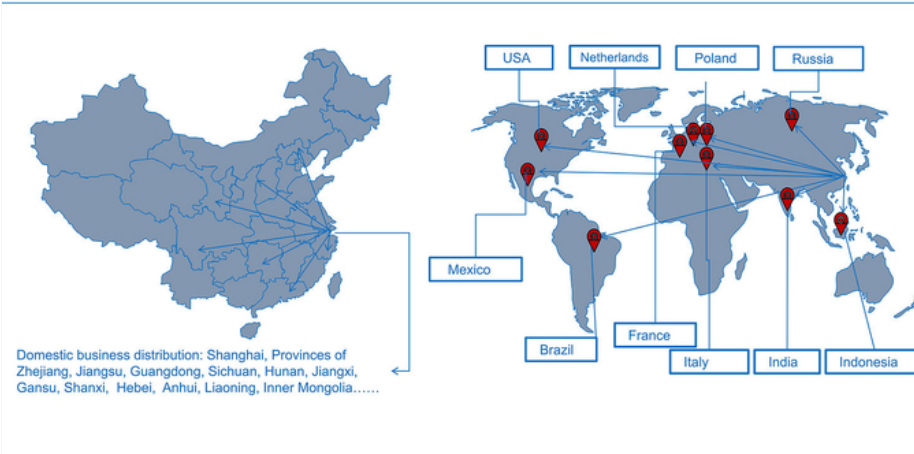 USA
Netherlands
Poland
Russia
Mexico
Brazil
France
Italy
India
Indonesia
Domestic business distribution: Shanghai, Provinces of
Zhejiang, Jiangsu, Guangdong, Sichuan, Hunan, Jiangxi,
Gansu, Shanxi, Hebei, Anhui, Liaoning, Inner Mongolia……